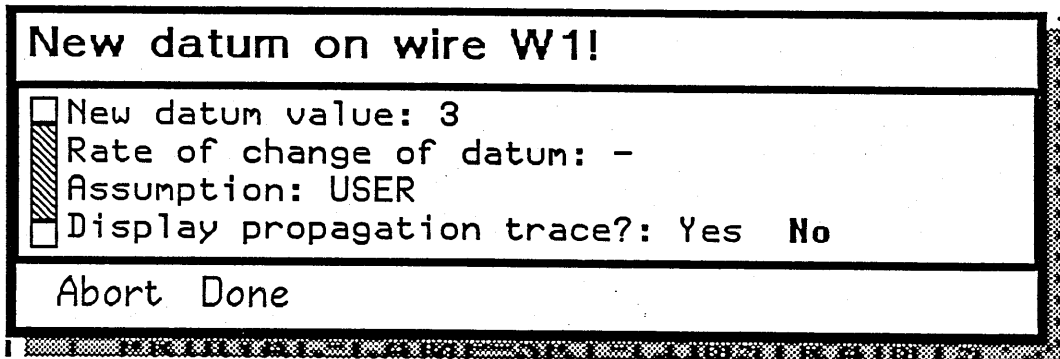 New datum on wire W1!
New datum value: 3
Rate of change of datum: -
Assumption: USER
Display propagation trace?: Yes No
Abort Done